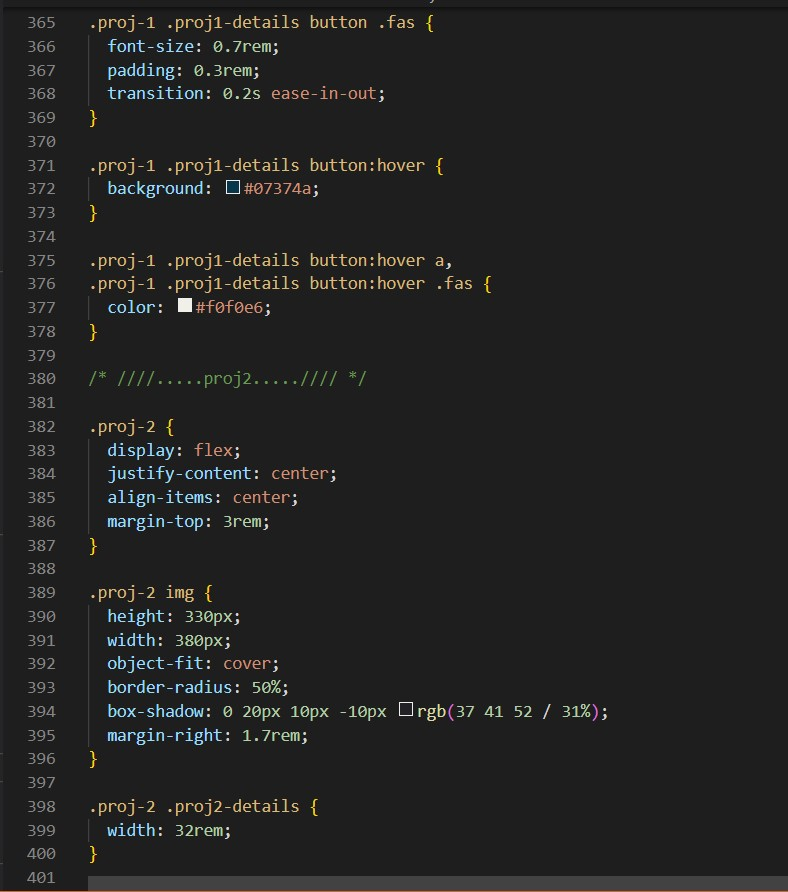 365 .proj-1 .proj1-details button .fas {
366   font-size: 0.7rem;
367   padding: 0.3rem;
368   transition: 0.2s ease-in-out;
369 }
370
371 .proj-1 .proj1-details button:hover {
372   background: #07374a;
373 }
374
375 .proj-1 .proj1-details button:hover a,
376 .proj-1 .proj1-details button:hover .fas {
377   color: #f0f0e6;
378 }
379
380 /* ////.....proj2.....//// */
381
382 .proj-2 {
383   display: flex;
384   justify-content: center;
385   align-items: center;
386   margin-top: 3rem;
387 }
388
389 .proj-2 img {
390   height: 330px;
391   width: 380px;
392   object-fit: cover;
393   border-radius: 50%;
394   box-shadow: 0 20px 10px -10px rgb(37 41 52 / 31%);
395   margin-right: 1.7rem;
396 }
397
398 .proj-2 .proj2-details {
399   width: 32rem;
400 }
401